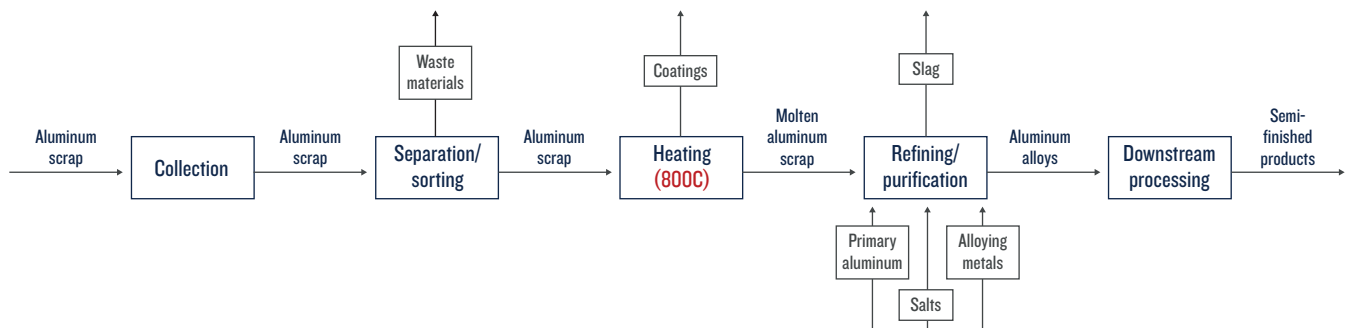 Waste
materials
Coatings
Slag
Aluminum
scrap
Collection
Aluminum
scrap
Separation/
sorting
Aluminum
scrap
Heating
(800C)
Molten
aluminum
scrap
Refining/
purification
Aluminum
alloys
Downstream
processing
Semi-
finished
products
Primary
aluminum
Salts
Alloying
metals